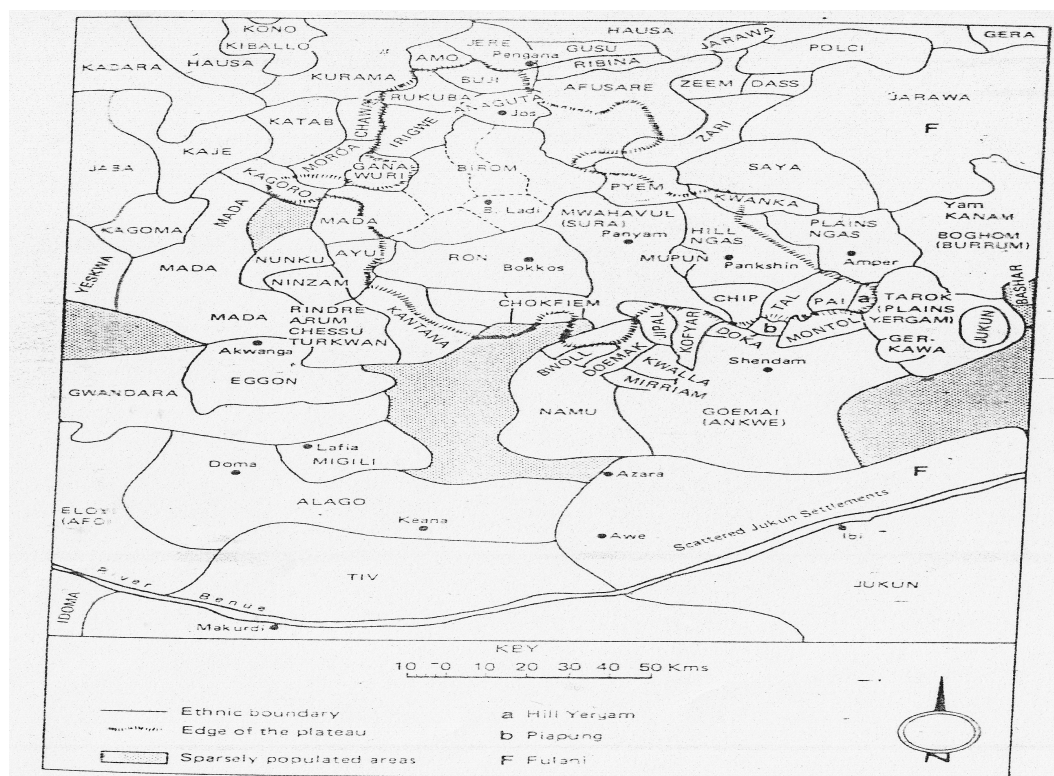 KONO
KIBALLO
HAUSA
KADARA
KURAMA
AMO
JERE
Pengana
GUSU
HAUSA
RIBINA
JARAWA
POLCI
GERA
BUJI
RUKUBA
ANAGUTA
Jos
AFUSARE
ZEEM
DASS
JARAWA
F
KATAB
CHAWAI
IRIGWE
ZARI
KAJE
MOROA
JABA
KAGORO
GANA-
WURI
BIROM
PYEM
SAYA
KWANKA
MADA
KAGOMA
MADA
B. Ladi
MWAHAVUL
(SURA)
Panyam
HILL
NGAS
PLAINS
NGAS
Yam
KANAM
BOGHOM
(BURRUM)
YESKWA
MADA
NUNKU
AYU
NINZAM
RON
Bokkos
MUPUN
Pankshin
Amper
BASHAR
CHIP
TAL
PAI
a
TAROK
(PLAINS
YERGAM)
JUKUN
MADA
RINDRE
ARUM
CHESSU
TURKWAN
KANTANA
CHOKFIEM
JIPAL
KOFYAR
DOKA
b
MONTOL
GER-
KAWA
Akwanga
BWOLL
DOEMAK
KWALLA
MIRRIAM
Shendam
EGGON
GWANDARA
NAMU
GOEMAI
(ANKWE)
Lafia
MIGILI
Doma
Azara
F
ALAGO
Keana
Awe
Scattered Jukun Settlements
Ibi
TIV
JUKUN
River Benue
IDOMA
Makurdi
KEY
10 20 30 40 50 Kms
Ethnic boundary
Edge of the plateau
Sparsely populated areas
a Hill Yergam
b Piapung
F Fulani
N